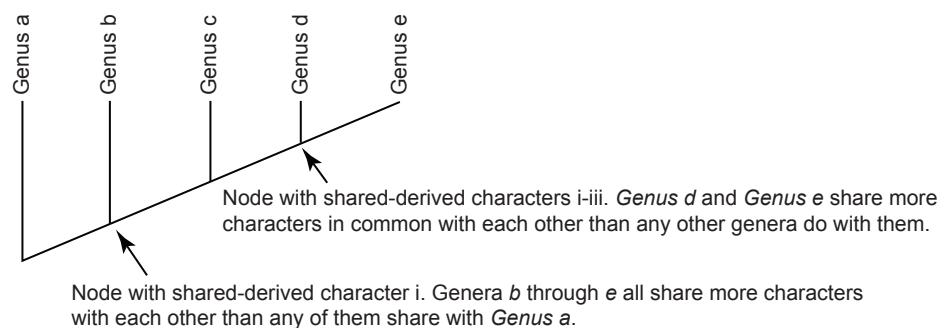 Genus a
Genus b
Genus c
Genus d
Genus e
Node with shared-derived characters i-iii. Genus d and Genus e share more
characters in common with each other than any other genera do with them.
Node with shared-derived character i. Genera b through e all share more characters
with each other than any of them share with Genus a.